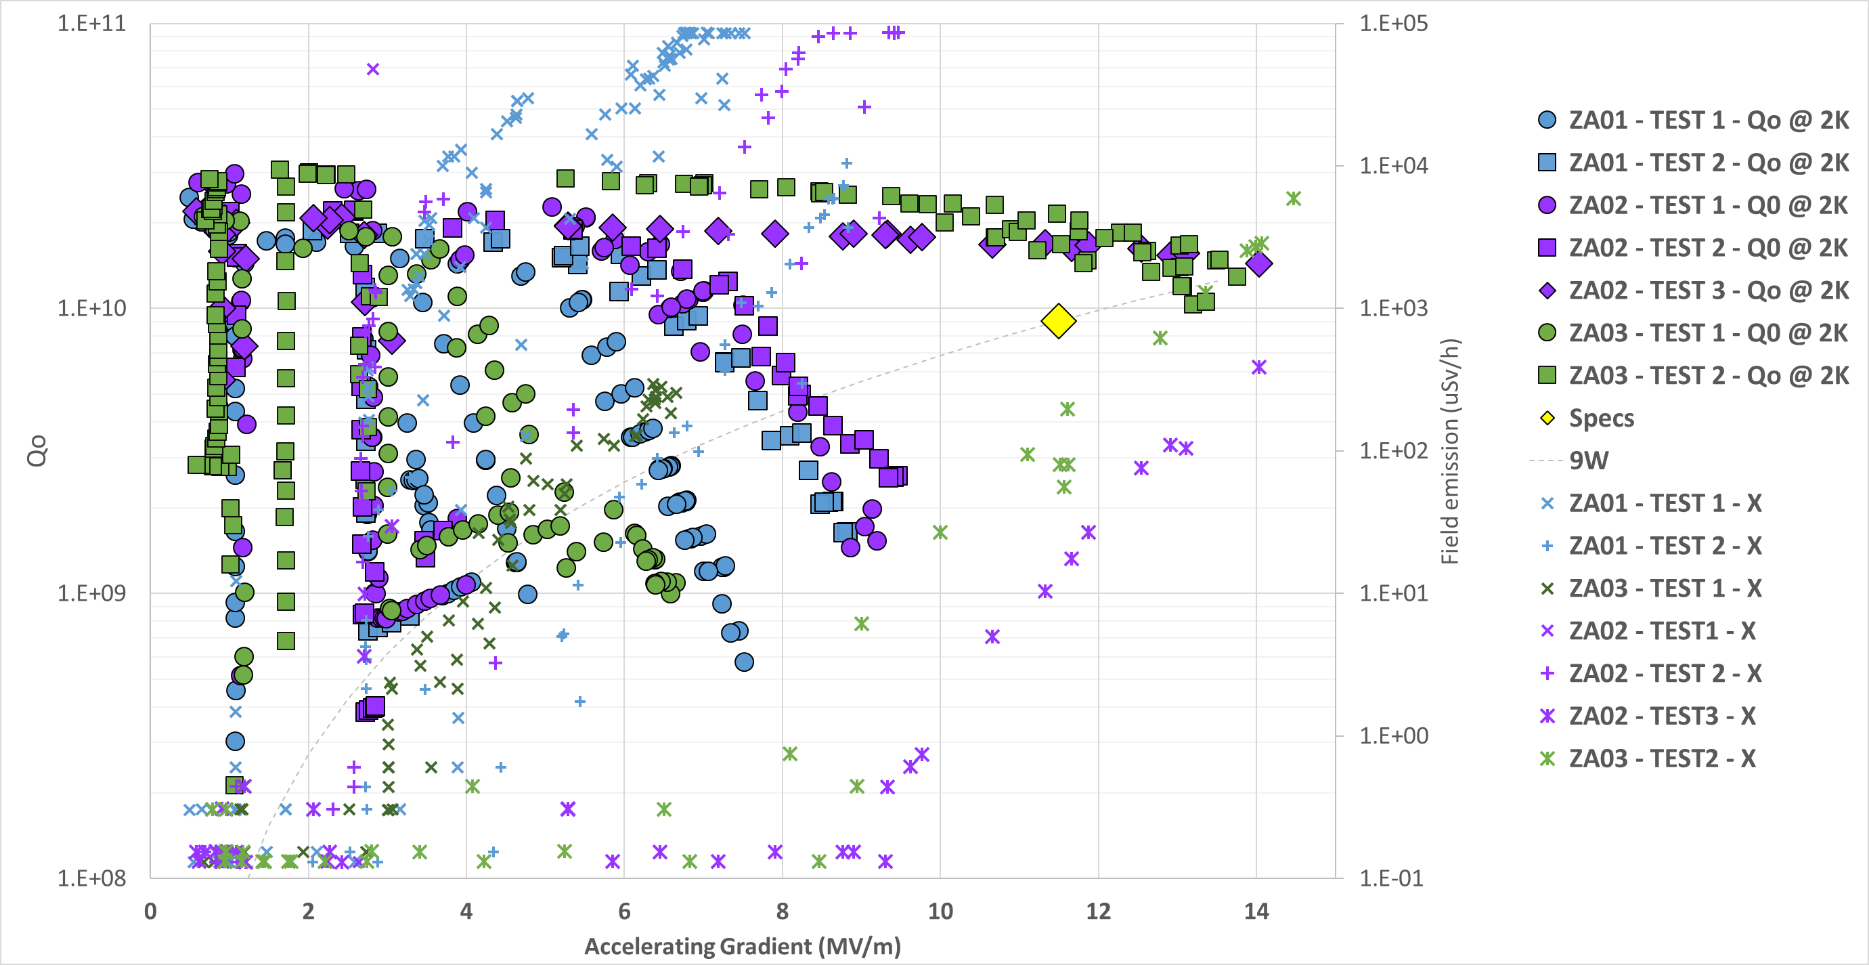 1.E+11
1.E+10
1.E+09
1.E+08
Qo
0 2 4 6 8 10 12 14
Accelerating Gradient (MV/m)
1.E+05
1.E+04
1.E+03
1.E+02
1.E+01
1.E+00
1.E-01
Field emission (uSv/h)
ZA01 - TEST 1 - Qo @ 2K
ZA01 - TEST 2 - Qo @ 2K
ZA02 - TEST 1 - Q0 @ 2K
ZA02 - TEST 2 - Q0 @ 2K
ZA02 - TEST 3 - Q0 @ 2K
ZA03 - TEST 1 - Q0 @ 2K
ZA03 - TEST 2 - Qo @ 2K
Specs
9W
ZA01 - TEST 1 - X
ZA01 - TEST 2 - X
ZA03 - TEST 1 - X
ZA02 - TEST1 - X
ZA02 - TEST 2 - X
ZA02 - TEST3 - X
ZA03 - TEST2 - X